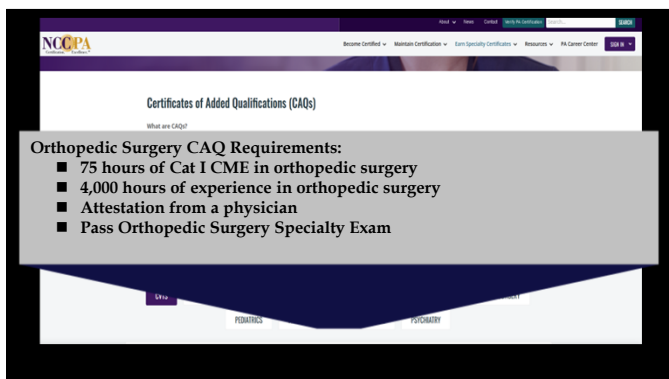 About News Contact Verify PA Certification Search... SEARCH
NCCPA
Become Certified Maintain Certification Earn Specialty Certificates Resources PA Career Center SIGN IN
Certificates of Added Qualifications (CAQs)
What are CAQs?
Orthopedic Surgery CAQ Requirements:
■ 75 hours of Cat I CME in orthopedic surgery
■ 4,000 hours of experience in orthopedic surgery
■ Attestation from a physician
■ Pass Orthopedic Surgery Specialty Exam
PEDIATRICS PSYCHIATRY